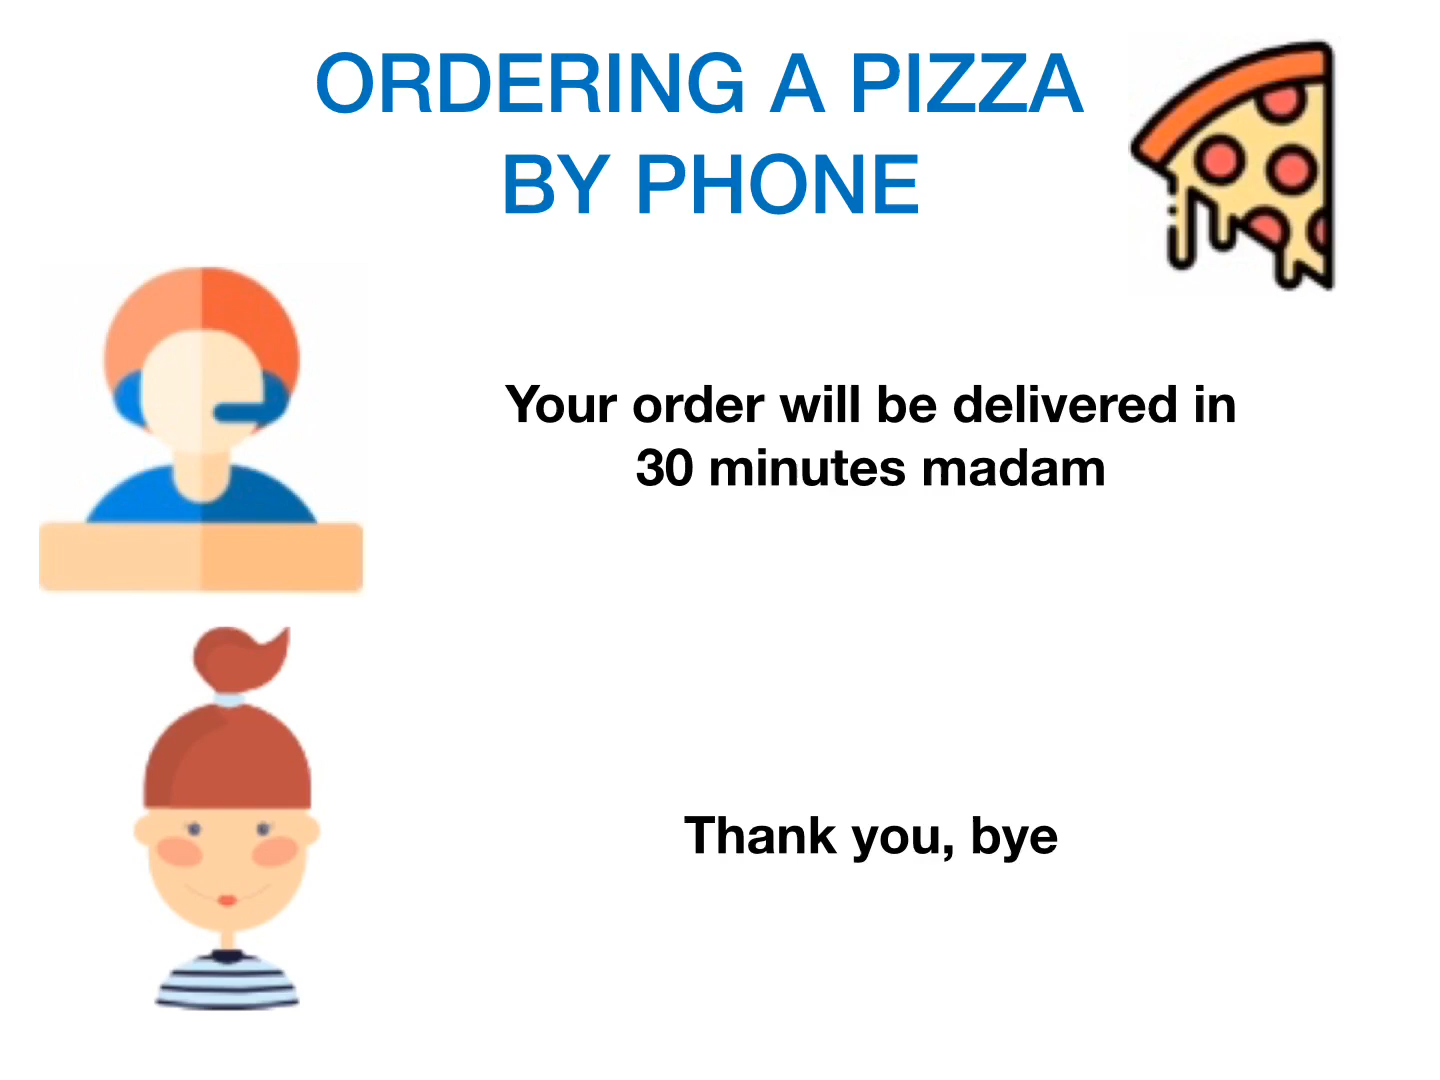 ORDERING A PIZZA
BY PHONE
Your order will be delivered in
30 minutes madam
Thank you, bye